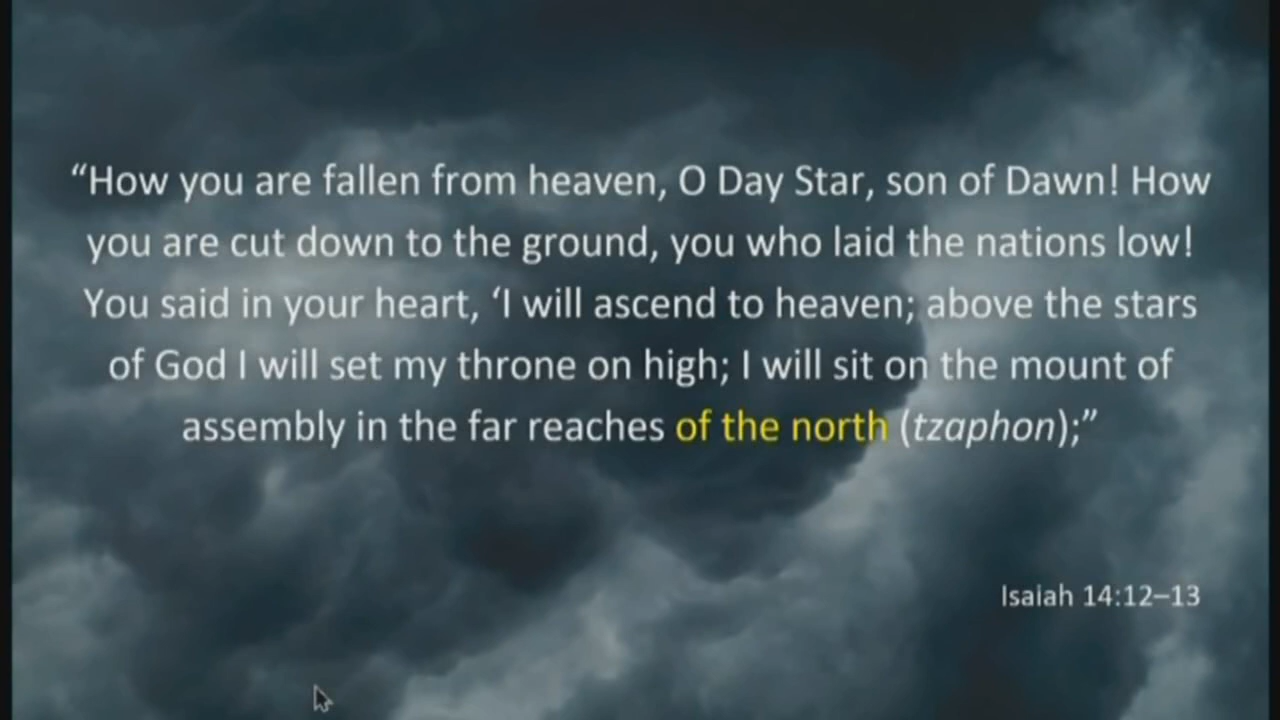 “How you are fallen from heaven, O Day Star, son of Dawn! How
you are cut down to the ground, you who laid the nations low!
You said in your heart, ‘I will ascend to heaven; above the stars
of God I will set my throne on high; I will sit on the mount of
assembly in the far reaches of the north (tzaphon);”
Isaiah 14:12–13